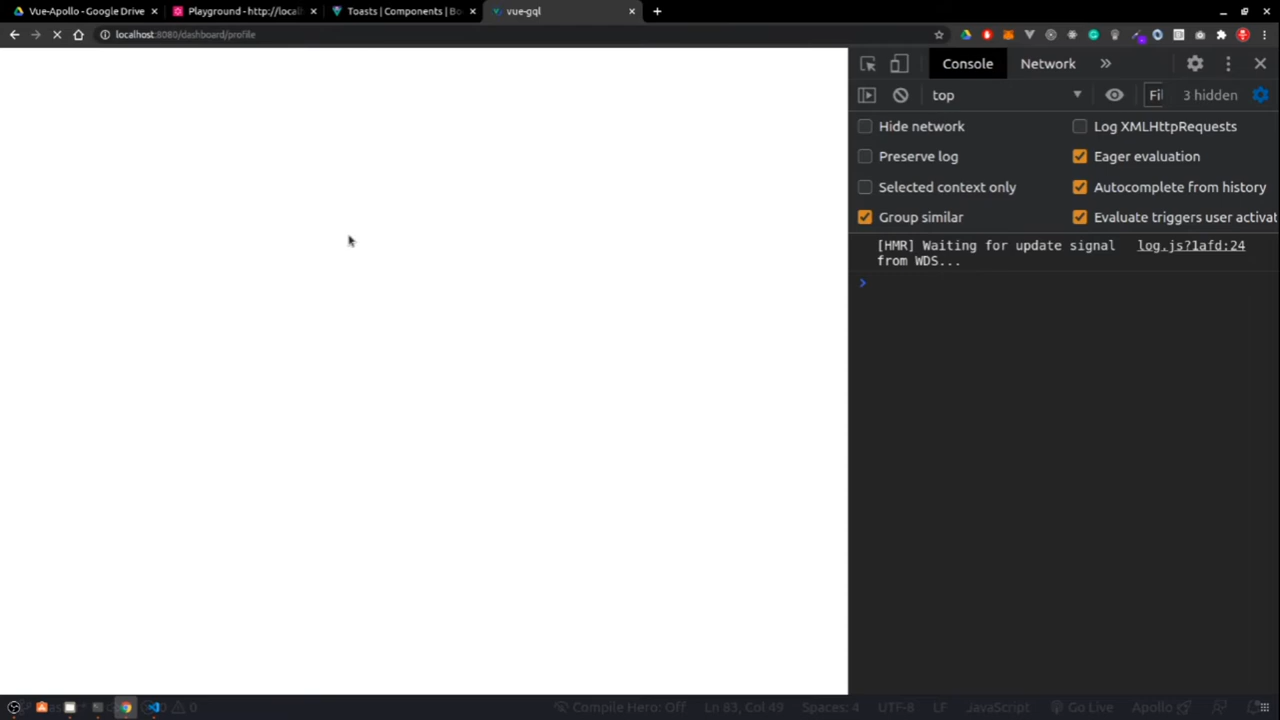 Vue-Apollo - Google Drive
Playground - http://local
Toasts | Components | Bo
vue-gql
localhost:8080/dashboard/profile
Console
Network
top
Fi
3 hidden
Hide network
Log XMLHttpRequests
Preserve log
Eager evaluation
Selected context only
Autocomplete from history
Group similar
Evaluate triggers user activat
[HMR] Waiting for update signal
log.js?1afd:24
from WDS...
0
Compile Hero: Off
Ln 83, Col 49
Spaces: 4
UTF-8
LF
JavaScript
Go Live
Apollo